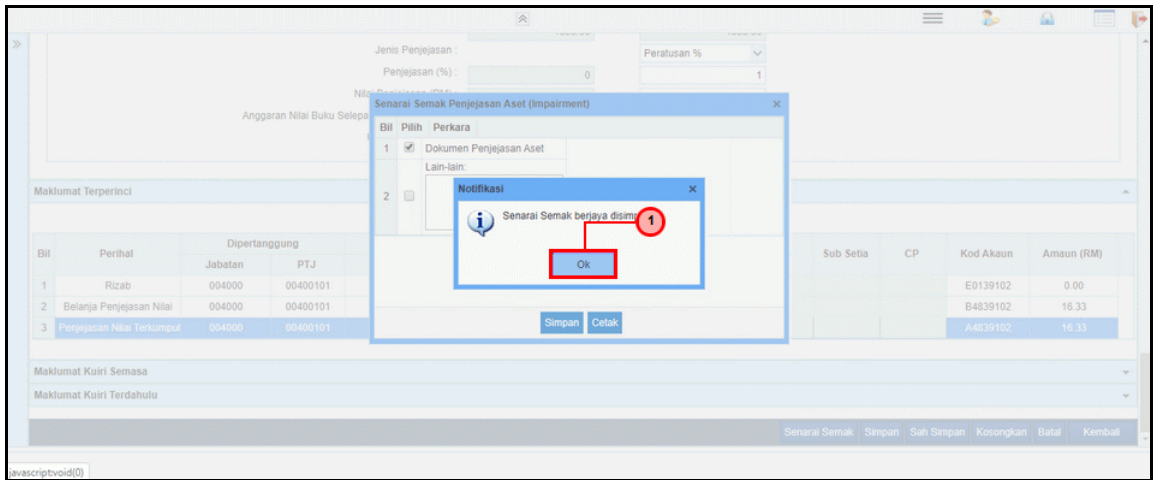 Jenis Penjejasan :
Peratusan %
Penjejasan (%) :
0
1
Anggaran Nilai Buku Selepa
Senarai Semak Penjejasan Aset (Impairment)
×
Bil Pilih Perkara
1 Dokumen Penjejasan Aset
Lain-lain:
2
Notifikasi
×
Senarai Semak berjaya disimp
1
Ok
Simpan Cetak
Maklumat Terperinci
Bil Perihal Dipertanggung Sub Setia CP Kod Akaun Amaun (RM)
Jabatan PTJ
1 Rizab 004000 00400101 E0139102 0.00
2 Belanja Penjejasan Nilai 004000 00400101 B4839102 16.33
3 Penjejasan Nilai Terkumpul 004000 00400101 A4839102 16.33
Maklumat Kuiri Semasa
Maklumat Kuiri Terdahulu
Senarai Semak Simpan Sah Simpan Kosongkan Batal Kembali
javascript:void(0)